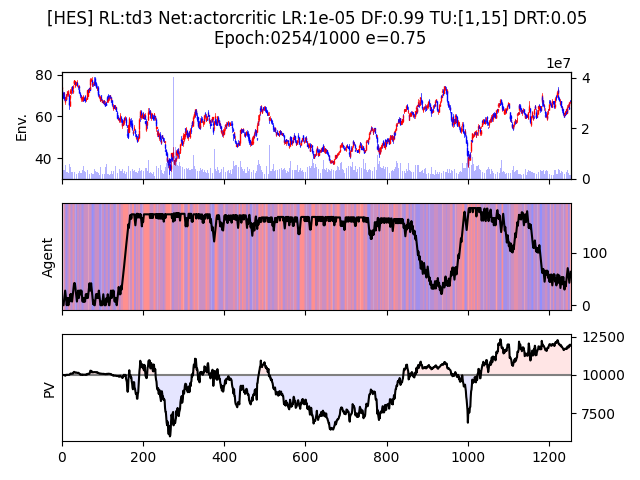 [HES] RL:td3 Net:actorcritic LR:1e-05 DF:0.99 TU:[1,15] DRT:0.05
Epoch:0254/1000 e=0.75
1e7
80
60
40
Env.
4
2
0
Agent
100
0
PV
12500
10000
7500
0 200 400 600 800 1000 1200